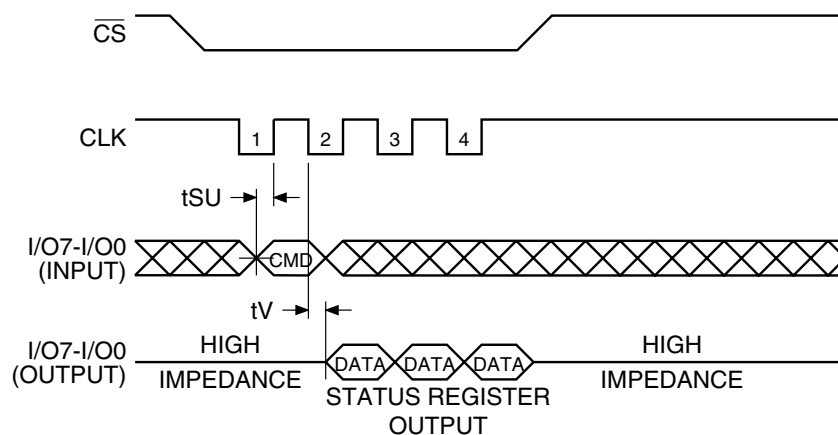 CS
CLK
1 2 3 4
tSU
I/O7-I/O0
(INPUT)
CMD
tV
I/O7-I/O0
(OUTPUT)
HIGH
IMPEDANCE
DATA DATA DATA
STATUS REGISTER
OUTPUT
HIGH
IMPEDANCE